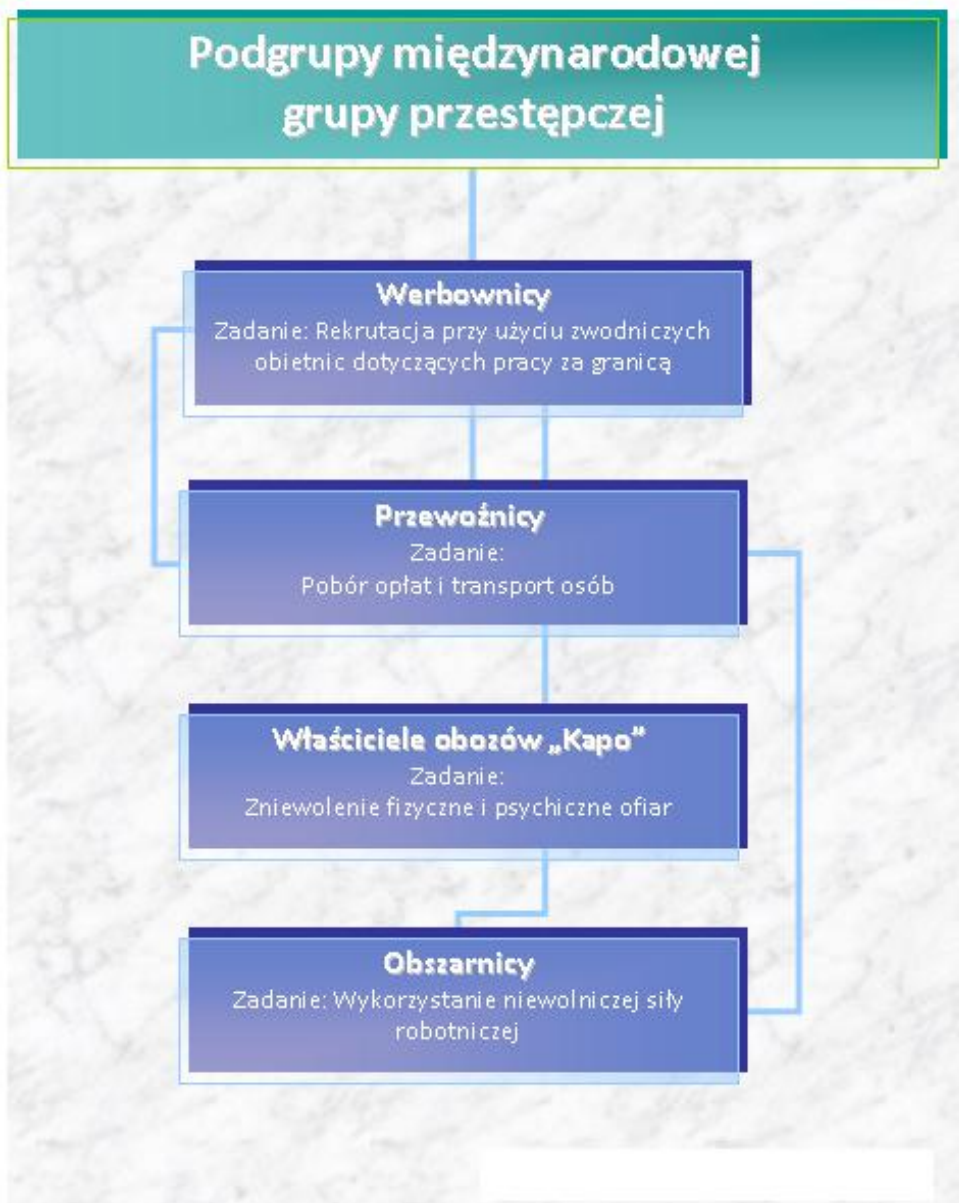 Podgrupy międzynarodowej
grupy przestępczej
Werbownicy
Zadanie: Rekrutacja przy użyciu zwodniczych
obietnic dotyczących pracy za granicą
Przewoźnicy
Zadanie:
Pobór opłat i transport osób
Właściciele obozów „Kapo”
Zadanie:
Zniewolenie fizyczne i psychiczne ofiar
Obszarnicy
Zadanie: Wykorzystanie niewolniczej siły
robotniczej